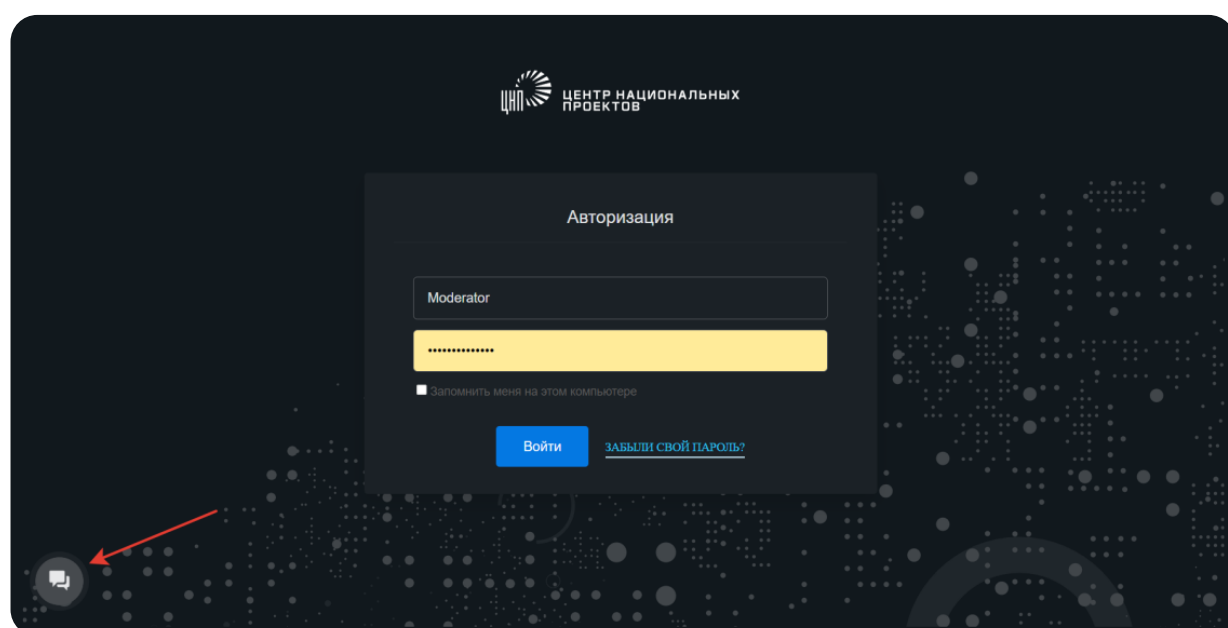 ЦНП
ЦЕНТР НАЦИОНАЛЬНЫХ
ПРОЕКТОВ
Авторизация
Moderator
••••••••••••••
Запомнить меня на этом компьютере
Войти
ЗАБЫЛИ СВОЙ ПАРОЛЬ?